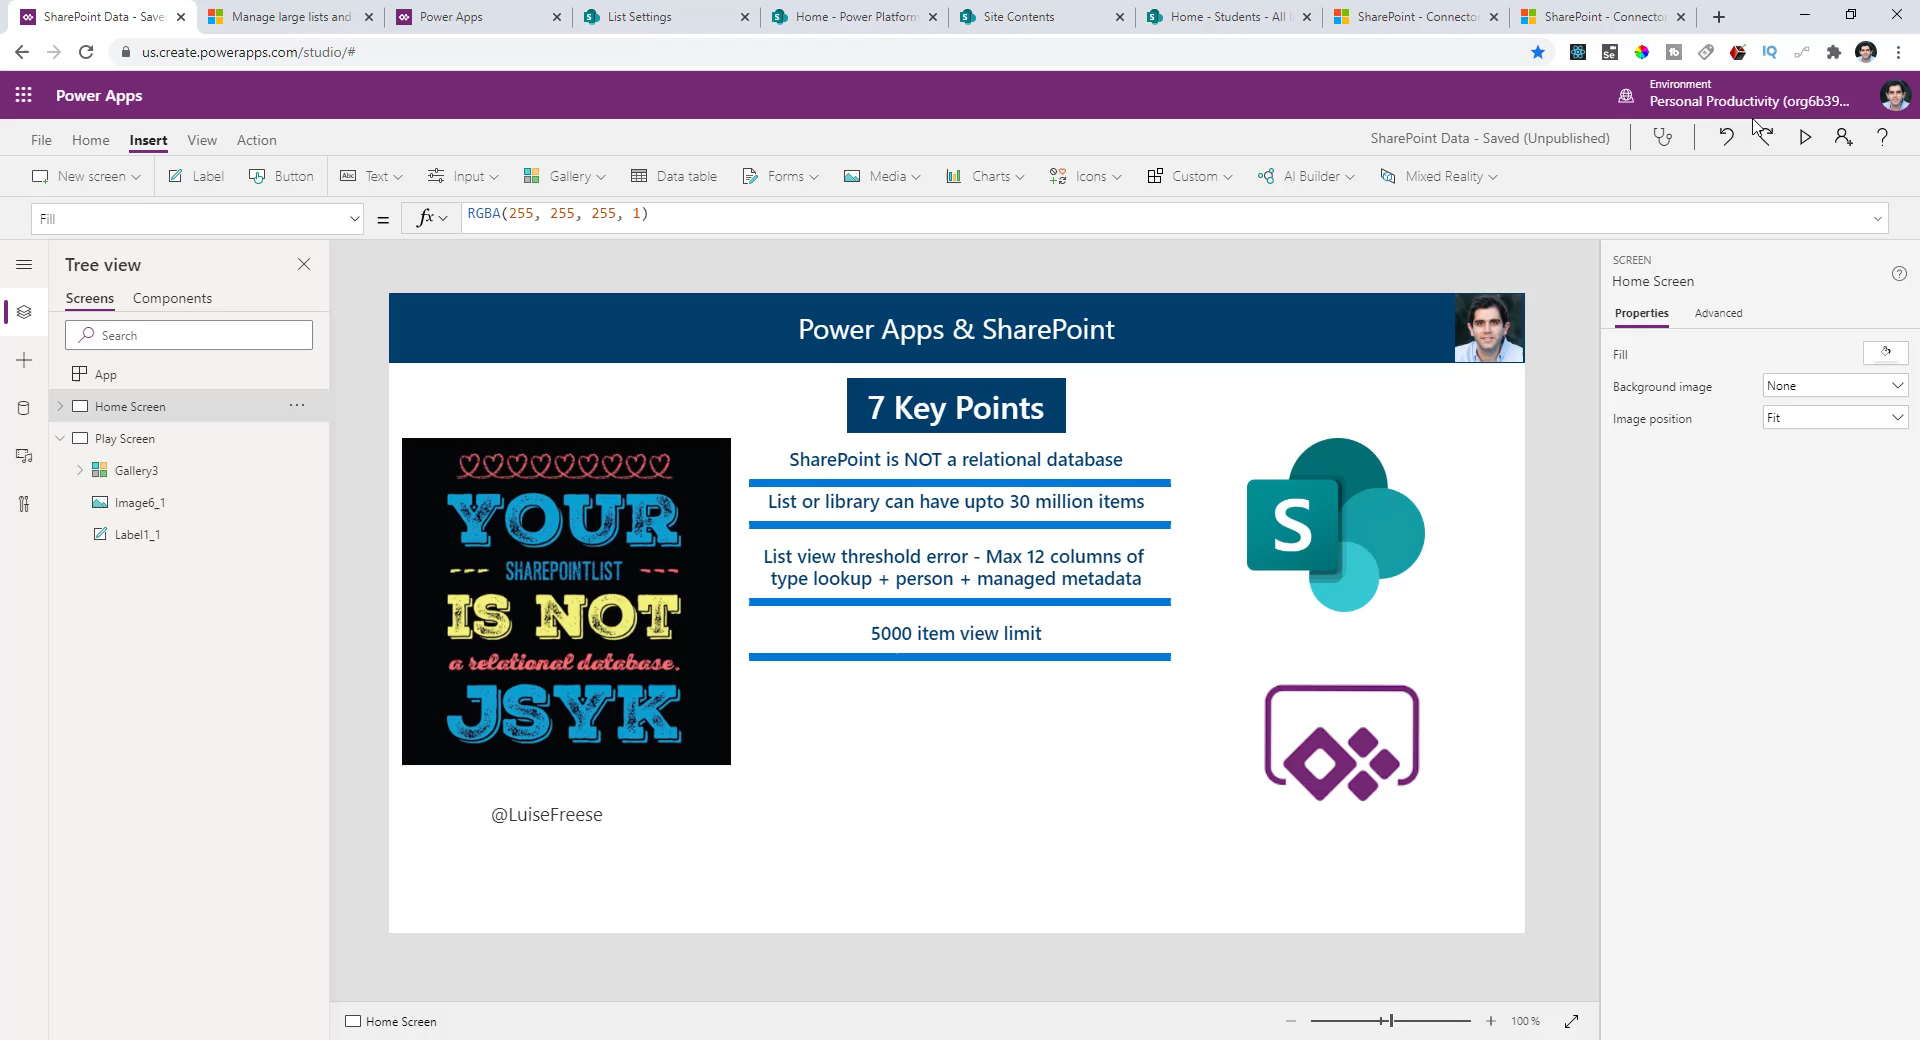 SharePoint Data - Save
Manage large lists and
Power Apps
List Settings
Home - Power Platform
Site Contents
Home - Students - All I
SharePoint - Connecto
SharePoint - Connecto
us.create.powerapps.com/studio/#
Power Apps
Environment
Personal Productivity (org6b39...
File
Home
Insert
View
Action
SharePoint Data - Saved (Unpublished)
New screen
Label
Button
Text
Input
Gallery
Data table
Forms
Media
Charts
Icons
Custom
AI Builder
Mixed Reality
Fill
=
fx
RGBA(255, 255, 255, 1)
Tree view
Screens
Components
Search
App
Home Screen
Play Screen
Gallery3
Image6_1
Label1_1
Power Apps & SharePoint
7 Key Points
SharePoint is NOT a relational database
List or library can have upto 30 million items
List view threshold error - Max 12 columns of
type lookup + person + managed metadata
5000 item view limit
YOUR
SHAREPOINTLIST
IS NOT
a relational database.
JSYK
@LuiseFreese
S
SCREEN
Home Screen
Properties
Advanced
Fill
Background image
None
Image position
Fit
Home Screen
100 %